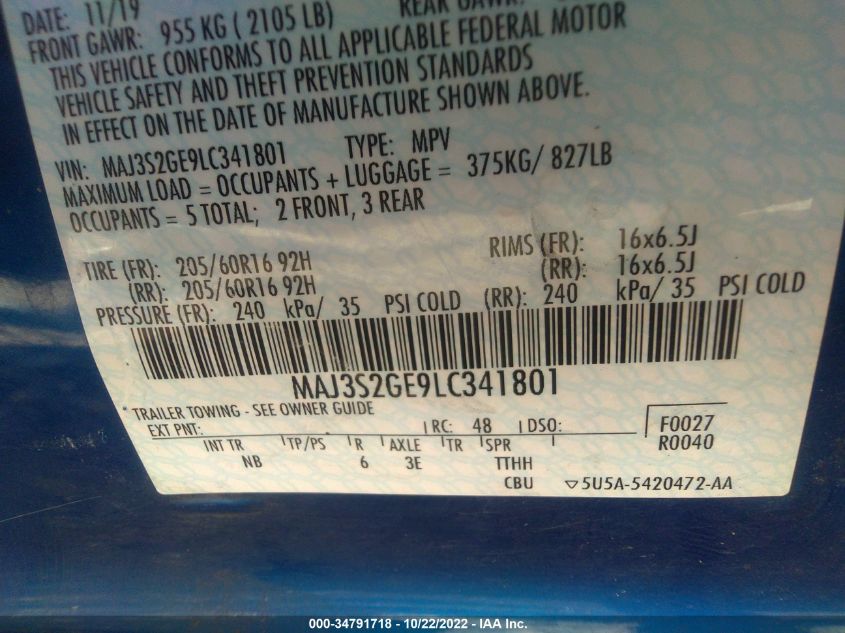 DATE: 11/19 REAR GAWR:
FRONT GAWR: 955 KG ( 2105 LB)
THIS VEHICLE CONFORMS TO ALL APPLICABLE FEDERAL MOTOR
VEHICLE SAFETY AND THEFT PREVENTION STANDARDS
IN EFFECT ON THE DATE OF MANUFACTURE SHOWN ABOVE.
VIN: MAJ3S2GE9LC341801 TYPE: MPV
MAXIMUM LOAD = OCCUPANTS + LUGGAGE = 375KG/ 827LB
OCCUPANTS = 5 TOTAL; 2 FRONT, 3 REAR
TIRE (FR): 205/60R16 92H RIMS (FR): 16x6.5J
(RR): 205/60R16 92H (RR): 16x6.5J
PRESSURE (FR): 240 kPa/ 35 PSI COLD (RR): 240 kPa/ 35 PSI COLD
MAJ3S2GE9LC341801
* TRAILER TOWING - SEE OWNER GUIDE
EXT PNT: RC: 48 DSO: F0027
INT TR TP/PS R AXLE TR SPR R0040
NB 6 3E TTHH
CBU ▽5U5A-5420472-AA
000-34791718 - 10/22/2022 - IAA Inc.